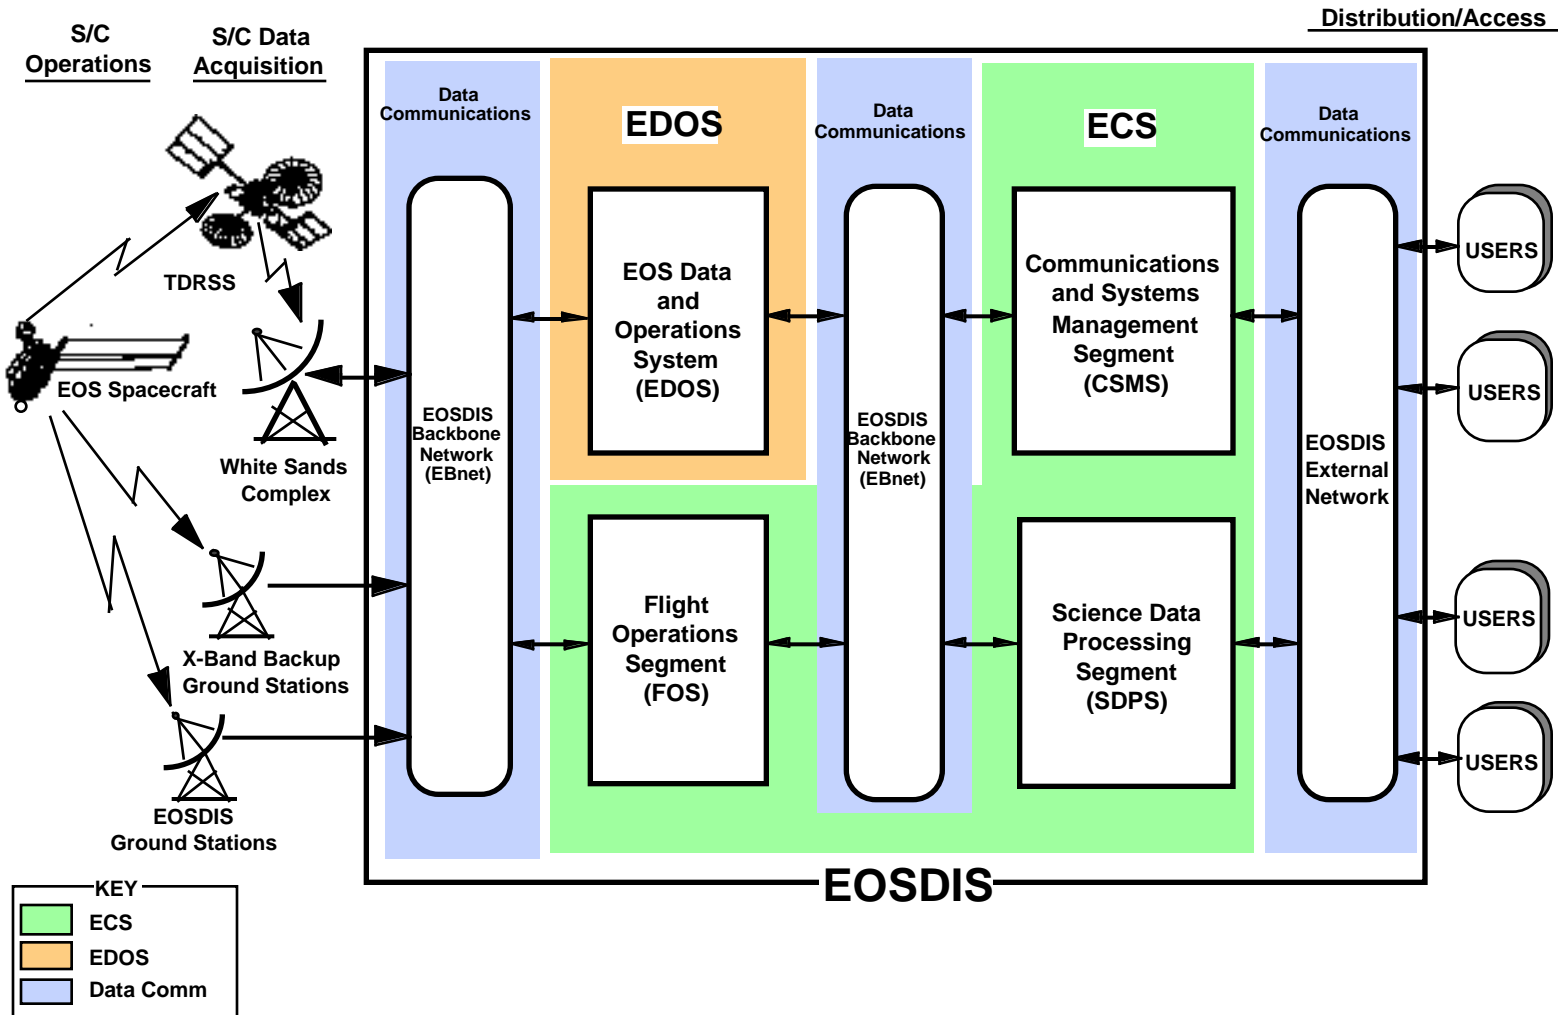 S/C
Operations
S/C Data
Acquisition
Distribution/Access
TDRSS
EOS Spacecraft
White Sands
Complex
X-Band Backup
Ground Stations
EOSDIS
Ground Stations
Data
Communications
EOSDIS
Backbone
Network
(EBnet)
EDOS
EOS Data
and
Operations
System
(EDOS)
Flight
Operations
Segment
(FOS)
Data
Communications
EOSDIS
Backbone
Network
(EBnet)
ECS
Communications
and Systems
Management
Segment
(CSMS)
Science Data
Processing
Segment
(SDPS)
Data
Communications
EOSDIS
External
Network
USERS
USERS
USERS
USERS
EOSDIS
KEY
ECS
EDOS
Data Comm